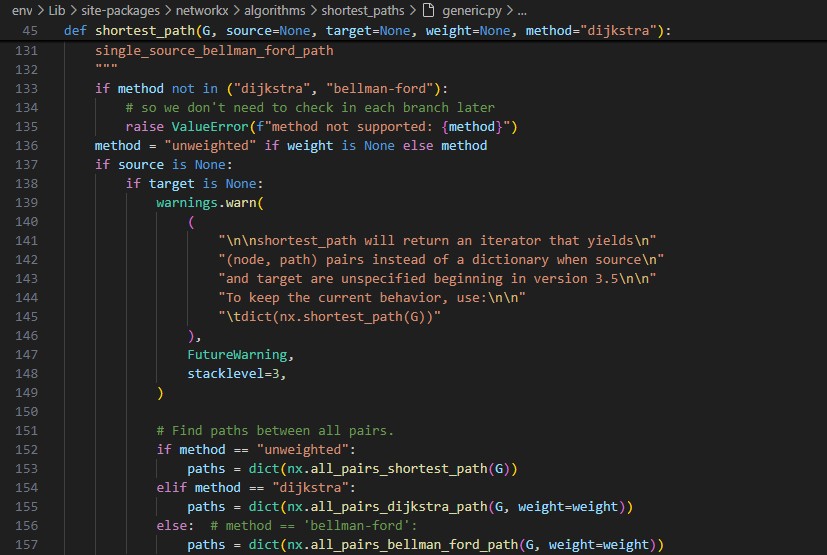 env > Lib > site-packages > networkx > algorithms > shortest_paths > generic.py > ...
45 def shortest_path(G, source=None, target=None, weight=None, method="dijkstra"):
131 single_source_bellman_ford_path
132 """
133 if method not in ("dijkstra", "bellman-ford"):
134 # so we don't need to check in each branch later
135 raise ValueError(f"method not supported: {method}")
136 method = "unweighted" if weight is None else method
137 if source is None:
138 if target is None:
139 warnings.warn(
140 (
141 "\n\nshortest_path will return an iterator that yields\n"
142 "(node, path) pairs instead of a dictionary when source\n"
143 "and target are unspecified beginning in version 3.5\n\n"
144 "To keep the current behavior, use:\n\n"
145 "\tdict(nx.shortest_path(G))"
146 ),
147 FutureWarning,
148 stacklevel=3,
149 )
150
151 # Find paths between all pairs.
152 if method == "unweighted":
153 paths = dict(nx.all_pairs_shortest_path(G))
154 elif method == "dijkstra":
155 paths = dict(nx.all_pairs_dijkstra_path(G, weight=weight))
156 else: # method == 'bellman-ford':
157 paths = dict(nx.all_pairs_bellman_ford_path(G, weight=weight))